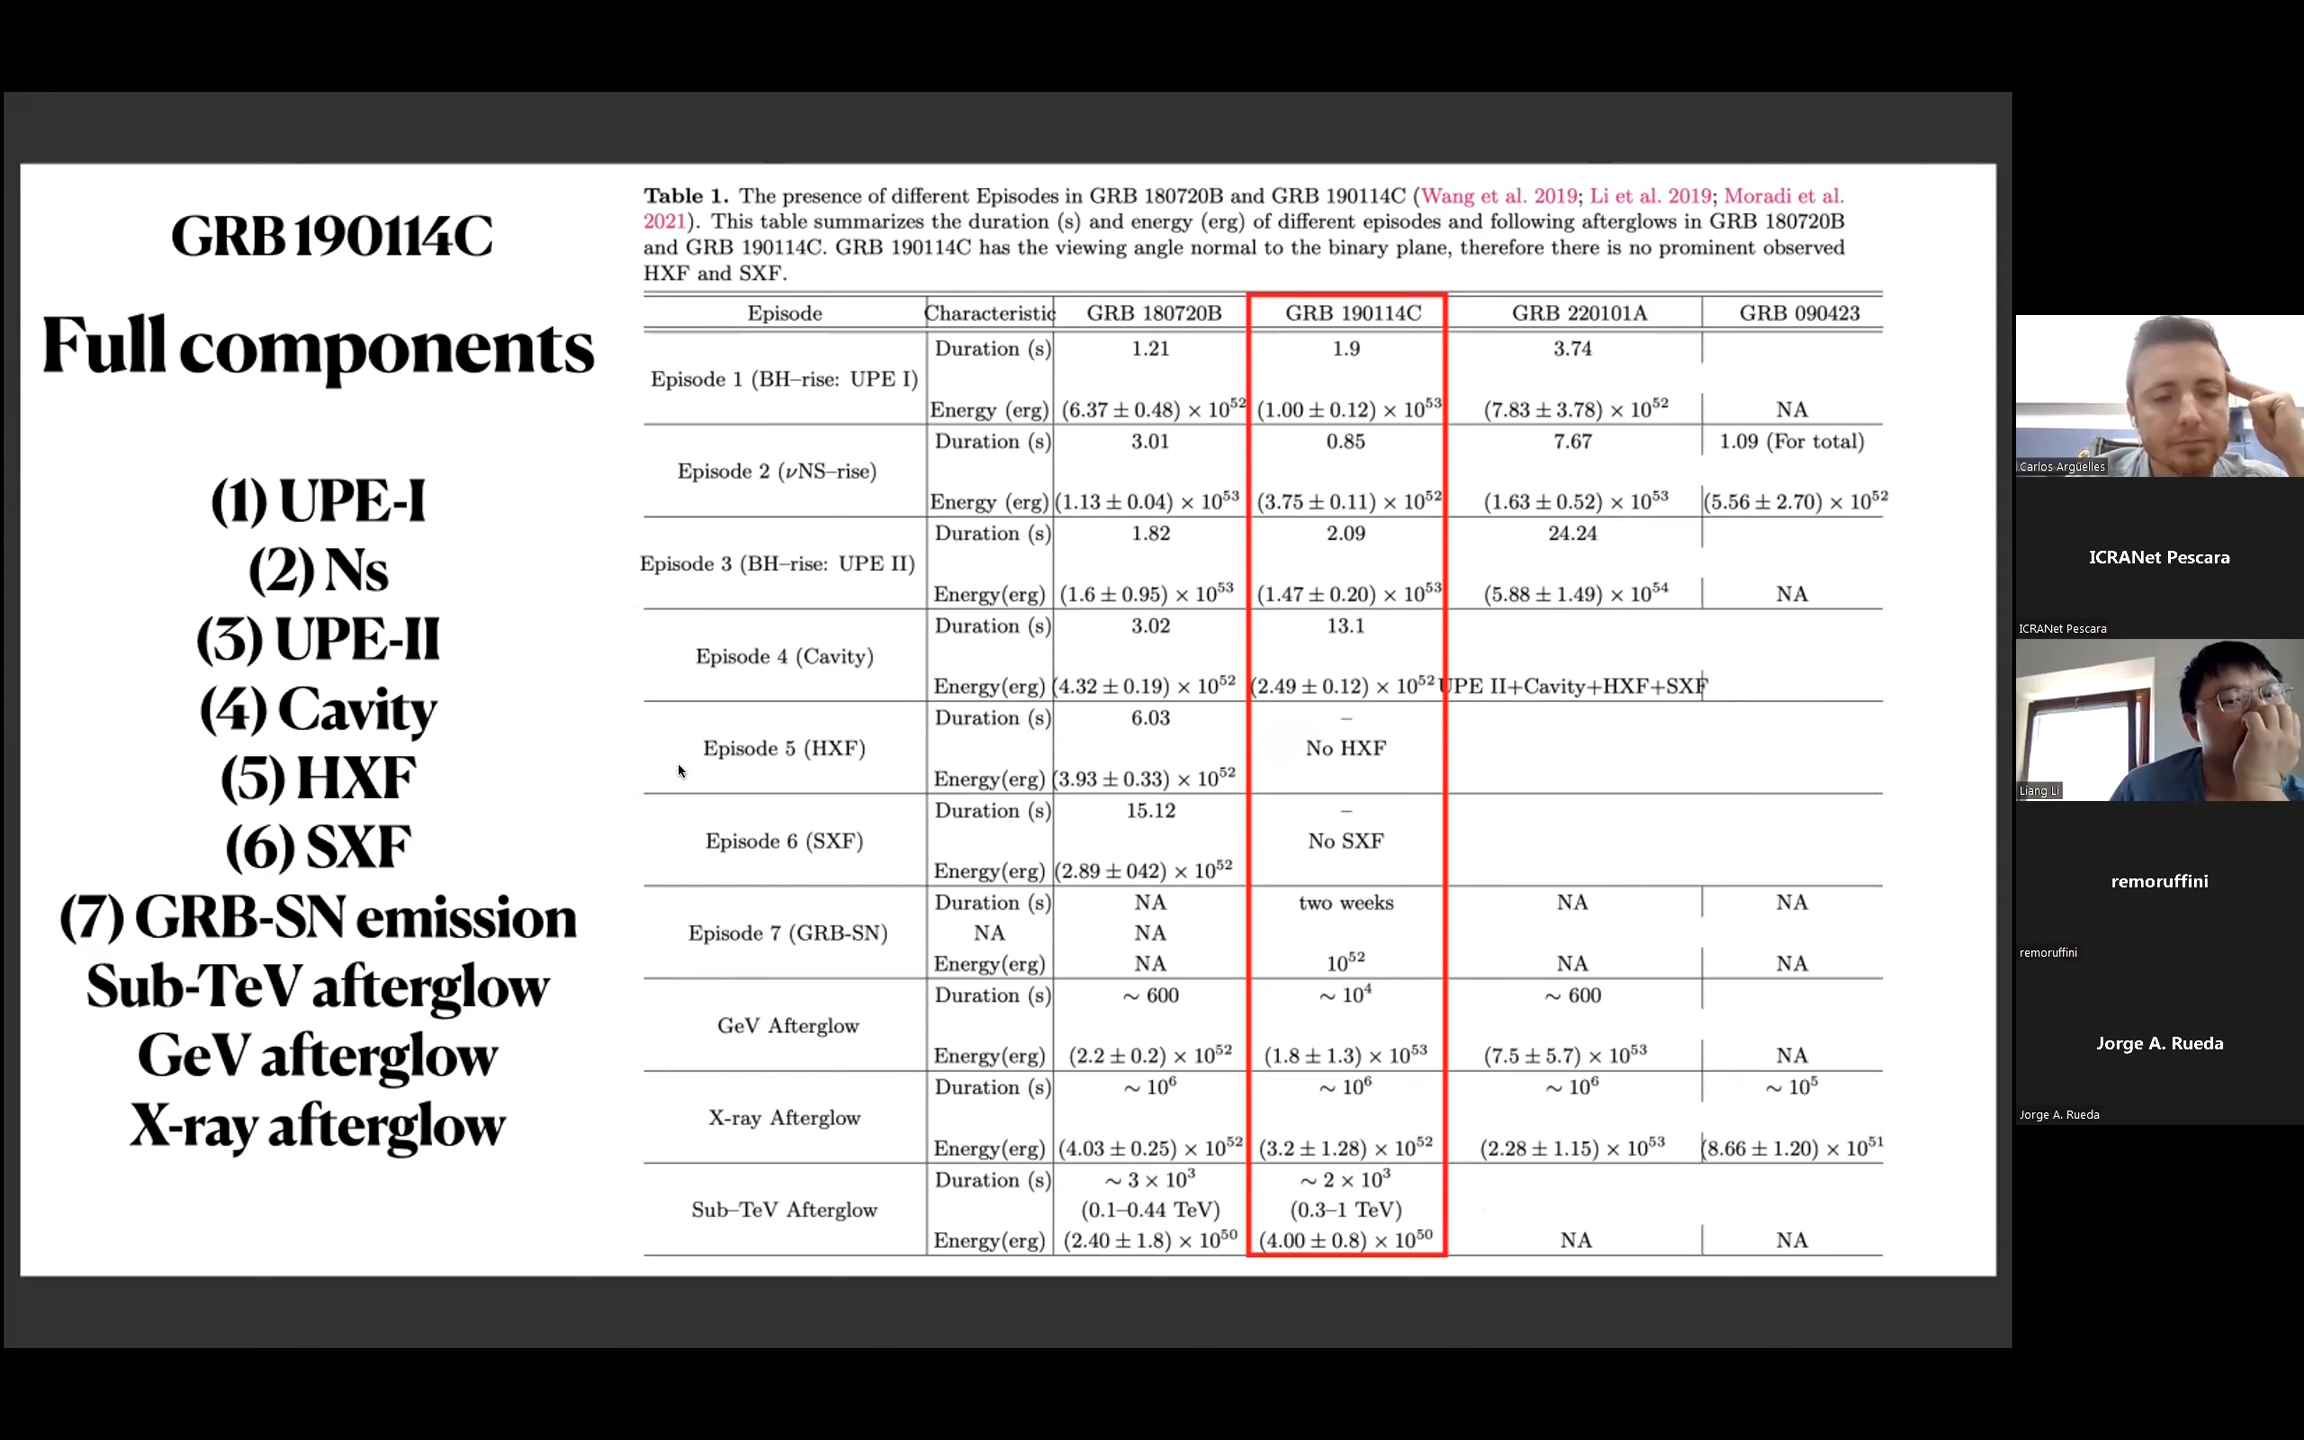 GRB 190114C
Full components
(1) UPE-I
(2) Ns
(3) UPE-II
(4) Cavity
(5) HXF
(6) SXF
(7) GRB-SN emission
Sub-TeV afterglow
GeV afterglow
X-ray afterglow
Table 1. The presence of different Episodes in GRB 180720B and GRB 190114C (Wang et al. 2019; Li et al. 2019; Moradi et al.
2021). This table summarizes the duration (s) and energy (erg) of different episodes and following afterglows in GRB 180720B
and GRB 190114C. GRB 190114C has the viewing angle normal to the binary plane, therefore there is no prominent observed
HXF and SXF.
Episode Characteristic GRB 180720B GRB 190114C GRB 220101A GRB 090423
Duration (s) 1.21 1.9 3.74
Episode 1 (BH–rise: UPE I)
Energy (erg) (6.37 ± 0.48) × 10^52 (1.00 ± 0.12) × 10^53 (7.83 ± 3.78) × 10^52 NA
Duration (s) 3.01 0.85 7.67 1.09 (For total)
Episode 2 (νNS–rise)
Energy (erg) (1.13 ± 0.04) × 10^53 (3.75 ± 0.11) × 10^52 (1.63 ± 0.52) × 10^53 (5.56 ± 2.70) × 10^52
Duration (s) 1.82 2.09 24.24
Episode 3 (BH–rise: UPE II)
Energy(erg) (1.6 ± 0.95) × 10^53 (1.47 ± 0.20) × 10^53 (5.88 ± 1.49) × 10^54 NA
Duration (s) 3.02 13.1
Episode 4 (Cavity)
Energy(erg) (4.32 ± 0.19) × 10^52 (2.49 ± 0.12) × 10^52 UPE II+Cavity+HXF+SXF
Duration (s) 6.03 –
Episode 5 (HXF) No HXF
Energy(erg) (3.93 ± 0.33) × 10^52
Duration (s) 15.12 –
Episode 6 (SXF) No SXF
Energy(erg) (2.89 ± 042) × 10^52
Duration (s) NA two weeks NA NA
Episode 7 (GRB-SN) NA NA
Energy(erg) NA 10^52 NA NA
Duration (s) ~ 600 ~ 10^4 ~ 600
GeV Afterglow
Energy(erg) (2.2 ± 0.2) × 10^52 (1.8 ± 1.3) × 10^53 (7.5 ± 5.7) × 10^53 NA
Duration (s) ~ 10^6 ~ 10^6 ~ 10^6 ~ 10^5
X-ray Afterglow
Energy(erg) (4.03 ± 0.25) × 10^52 (3.2 ± 1.28) × 10^52 (2.28 ± 1.15) × 10^53 (8.66 ± 1.20) × 10^51
Duration (s) ~ 3 × 10^3 ~ 2 × 10^3
Sub–TeV Afterglow (0.1–0.44 TeV) (0.3–1 TeV)
Energy(erg) (2.40 ± 1.8) × 10^50 (4.00 ± 0.8) × 10^50 NA NA
Carlos Argüelles
ICRANet Pescara
ICRANet Pescara
Liang Li
remoruffini
remoruffini
Jorge A. Rueda
Jorge A. Rueda